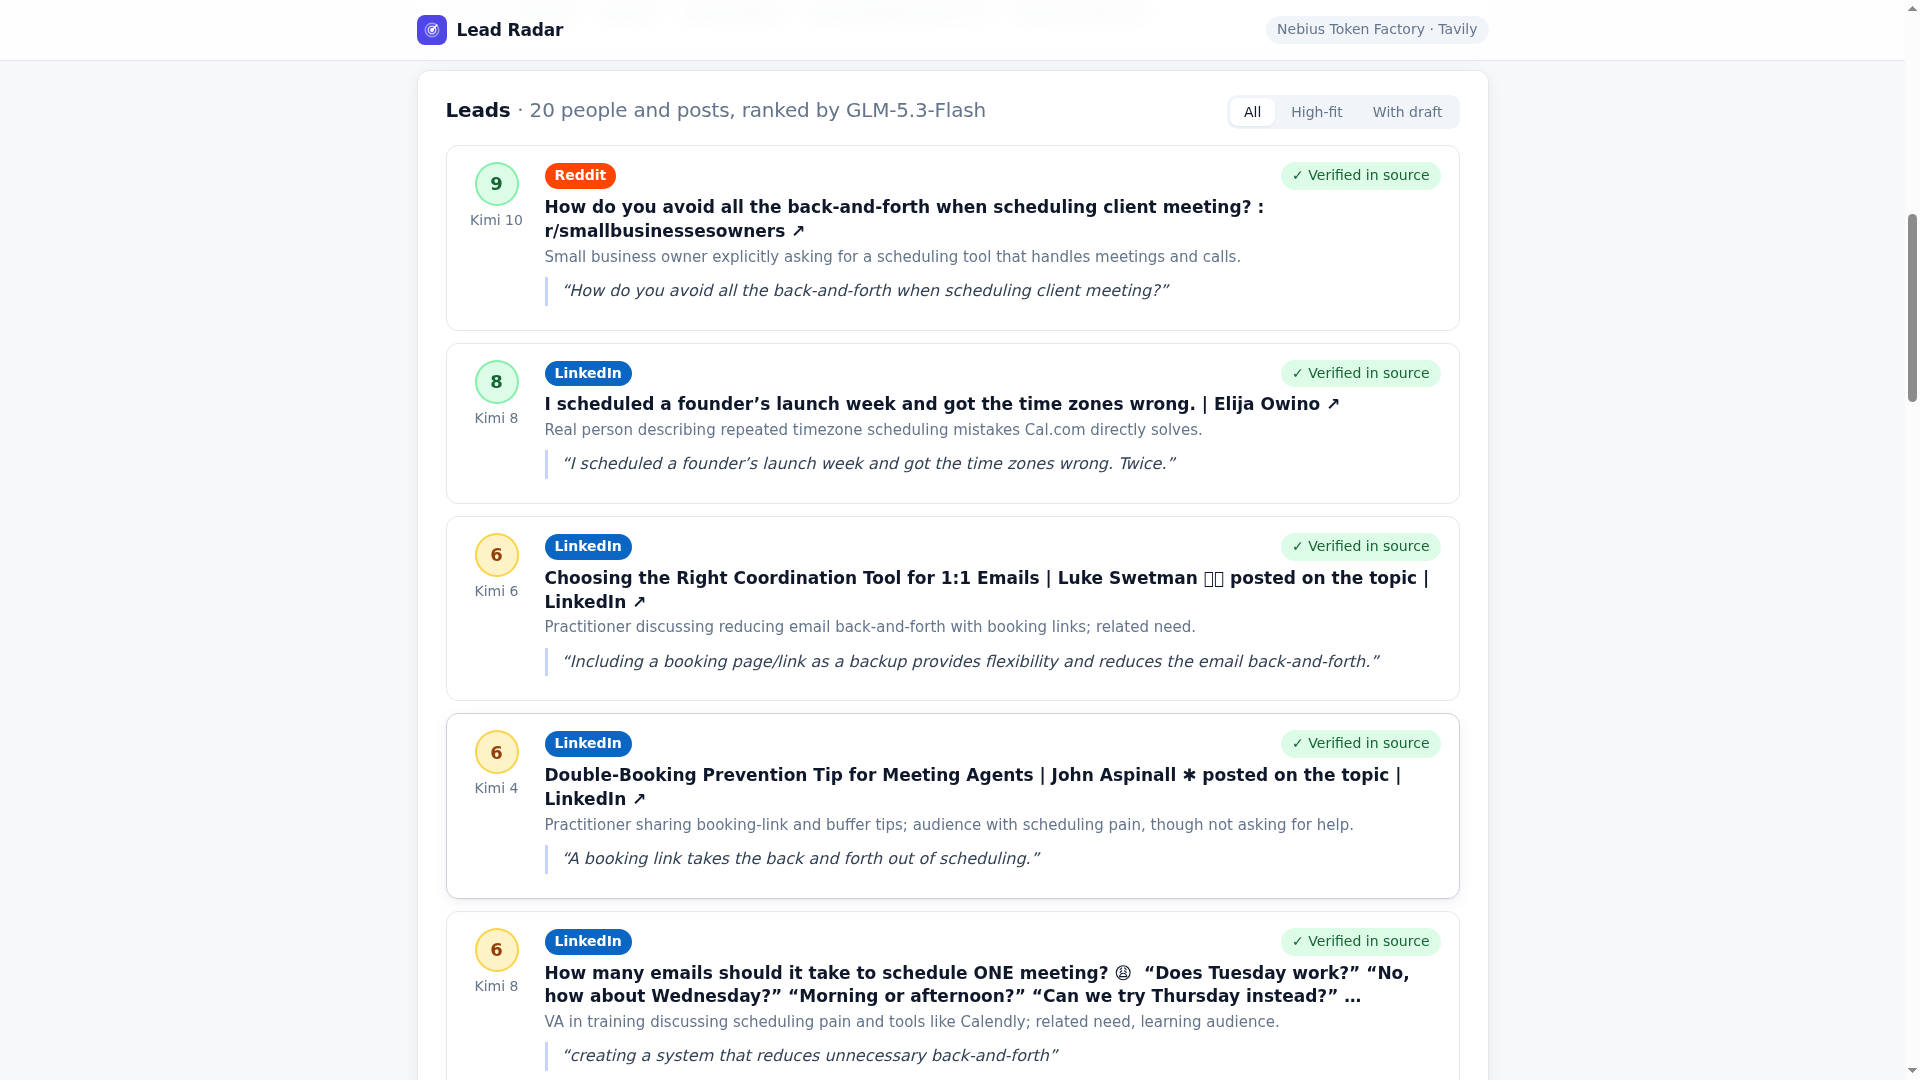 Lead Radar
Nebius Token Factory · Tavily
Leads · 20 people and posts, ranked by GLM-5.3-Flash
All
High-fit
With draft
9
Kimi 10
Reddit
✓ Verified in source
How do you avoid all the back-and-forth when scheduling client meeting? :
r/smallbusinessesowners ↗
Small business owner explicitly asking for a scheduling tool that handles meetings and calls.
“How do you avoid all the back-and-forth when scheduling client meeting?”
8
Kimi 8
LinkedIn
✓ Verified in source
I scheduled a founder’s launch week and got the time zones wrong. | Elija Owino ↗
Real person describing repeated timezone scheduling mistakes Cal.com directly solves.
“I scheduled a founder’s launch week and got the time zones wrong. Twice.”
6
Kimi 6
LinkedIn
✓ Verified in source
Choosing the Right Coordination Tool for 1:1 Emails | Luke Swetman posted on the topic |
LinkedIn ↗
Practitioner discussing reducing email back-and-forth with booking links; related need.
“Including a booking page/link as a backup provides flexibility and reduces the email back-and-forth.”
6
Kimi 4
LinkedIn
✓ Verified in source
Double-Booking Prevention Tip for Meeting Agents | John Aspinall ✱ posted on the topic |
LinkedIn ↗
Practitioner sharing booking-link and buffer tips; audience with scheduling pain, though not asking for help.
“A booking link takes the back and forth out of scheduling.”
6
Kimi 8
LinkedIn
✓ Verified in source
How many emails should it take to schedule ONE meeting? 😩 “Does Tuesday work?” “No,
how about Wednesday?” “Morning or afternoon?” “Can we try Thursday instead?” ...
VA in training discussing scheduling pain and tools like Calendly; related need, learning audience.
“creating a system that reduces unnecessary back-and-forth”